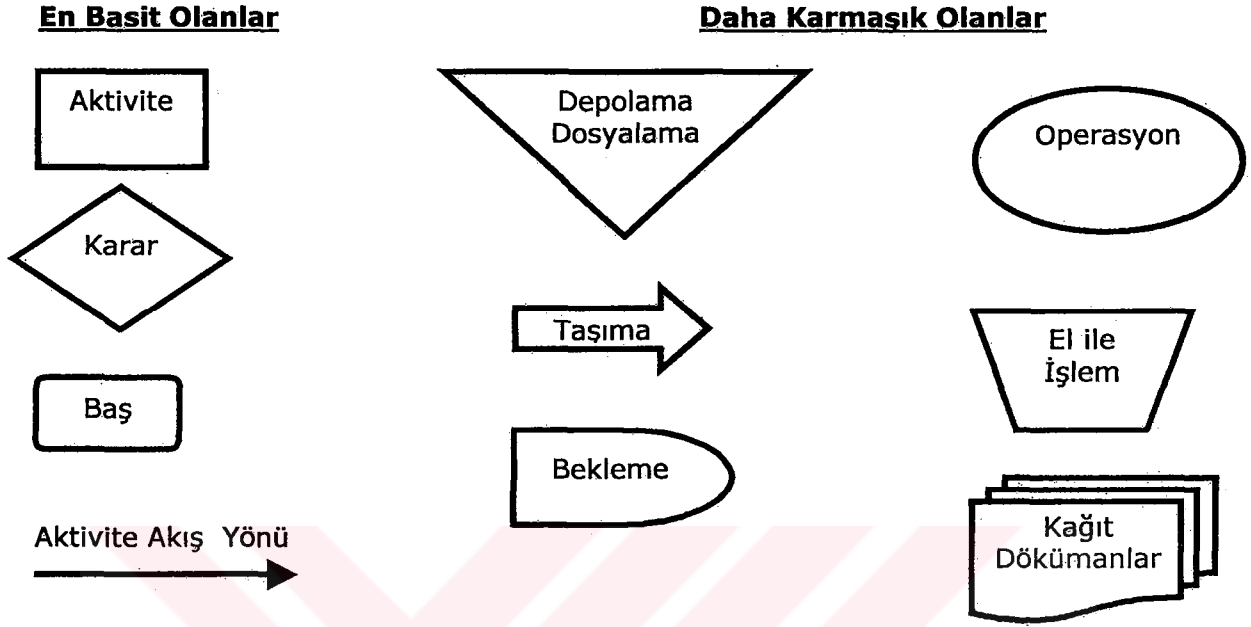 En Basit Olanlar
Aktivite
Karar
Baş
Aktivite Akış Yönü
Daha Karmaşık Olanlar
Depolama
Dosyalama
Taşıma
Bekleme
Operasyon
El ile
İşlem
Kağıt
Dökümanlar